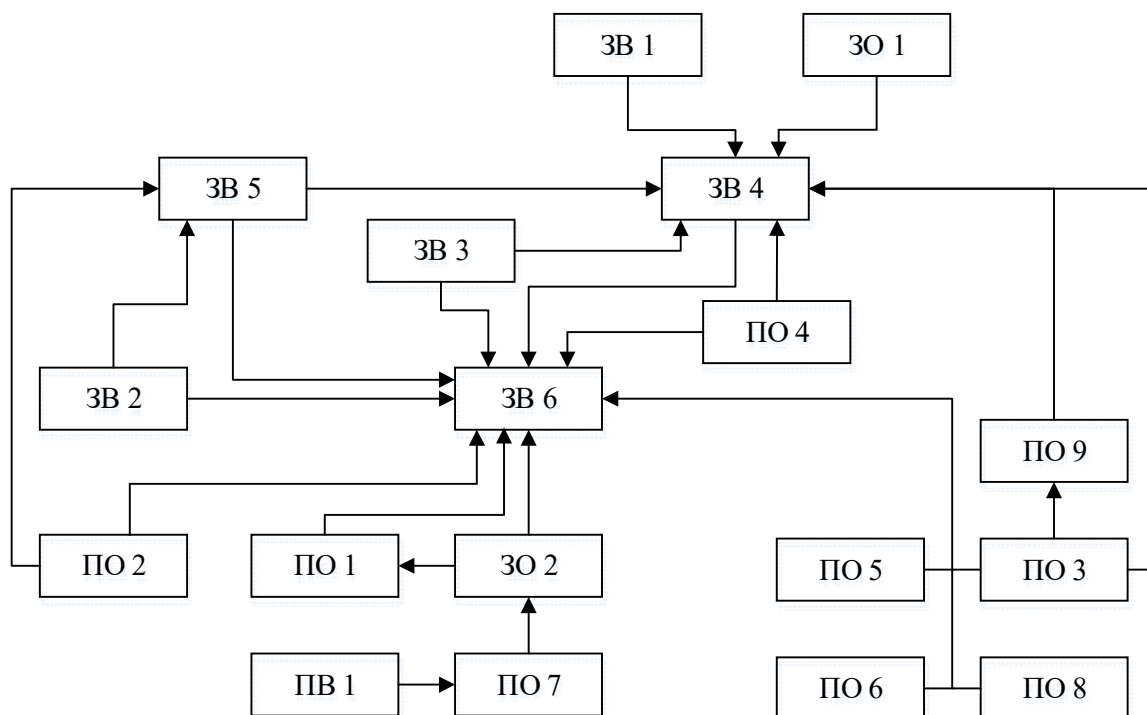 ЗВ 1
ЗО 1
ЗВ 5
ЗВ 4
ЗВ 3
ПО 4
ЗВ 2
ЗВ 6
ПО 9
ПО 2
ПО 1
ЗО 2
ПО 5
ПО 3
ПВ 1
ПО 7
ПО 6
ПО 8